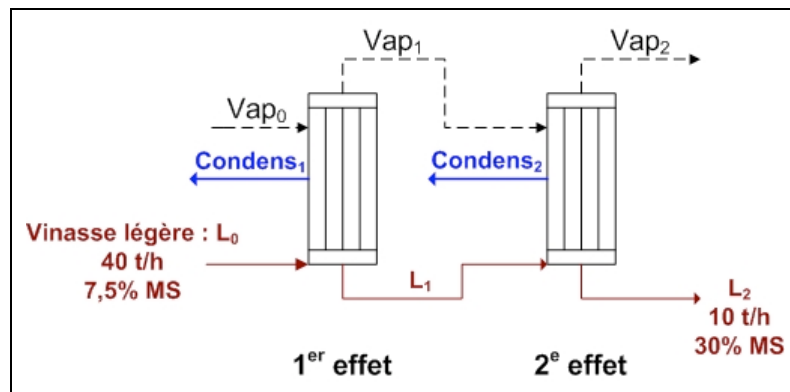 Vap₁
Vap₂
Vap₀
Condens₁
Condens₂
Vinasse légère : L₀
40 t/h
7,5% MS
L₁
L₂
10 t/h
30% MS
1er effet
2e effet